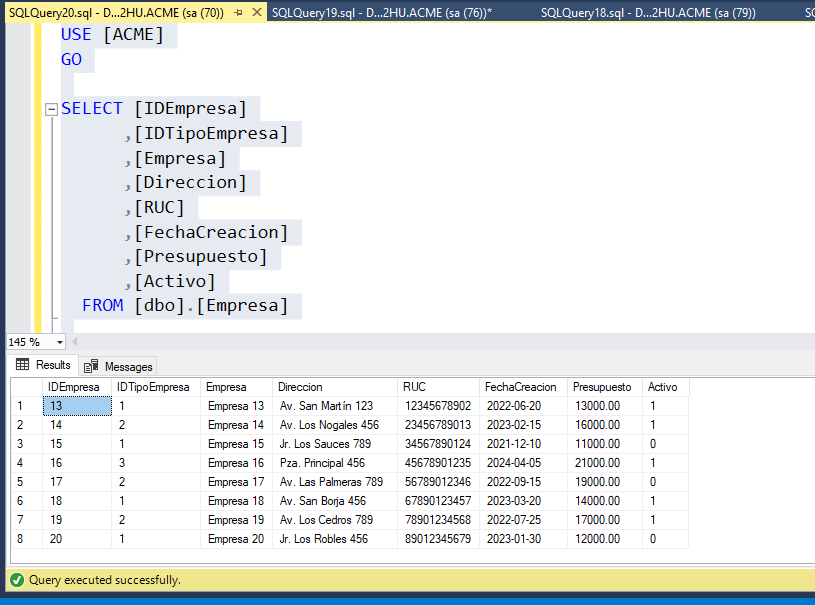 SQLQuery20.sql - D...2HU.ACME (sa (70)) SQLQuery19.sql - D...2HU.ACME (sa (76))* SQLQuery18.sql - D...2HU.ACME (sa (79))
USE [ACME]
GO
SELECT [IDEmpresa]
,[IDTipoEmpresa]
,[Empresa]
,[Direccion]
,[RUC]
,[FechaCreacion]
,[Presupuesto]
,[Activo]
FROM [dbo].[Empresa]
145 %
Results Messages
IDEmpresa IDTipoEmpresa Empresa Direccion RUC FechaCreacion Presupuesto Activo
1 13 1 Empresa 13 Av. San Martín 123 12345678902 2022-06-20 13000.00 1
2 14 2 Empresa 14 Av. Los Nogales 456 23456789013 2023-02-15 16000.00 1
3 15 1 Empresa 15 Jr. Los Sauces 789 34567890124 2021-12-10 11000.00 0
4 16 3 Empresa 16 Pza. Principal 456 45678901235 2024-04-05 21000.00 1
5 17 2 Empresa 17 Av. Las Palmeras 789 56789012346 2022-09-15 19000.00 0
6 18 1 Empresa 18 Av. San Borja 456 67890123457 2023-03-20 14000.00 1
7 19 2 Empresa 19 Av. Los Cedros 789 78901234568 2022-07-25 17000.00 1
8 20 1 Empresa 20 Jr. Los Robles 456 89012345679 2023-01-30 12000.00 0
Query executed successfully.